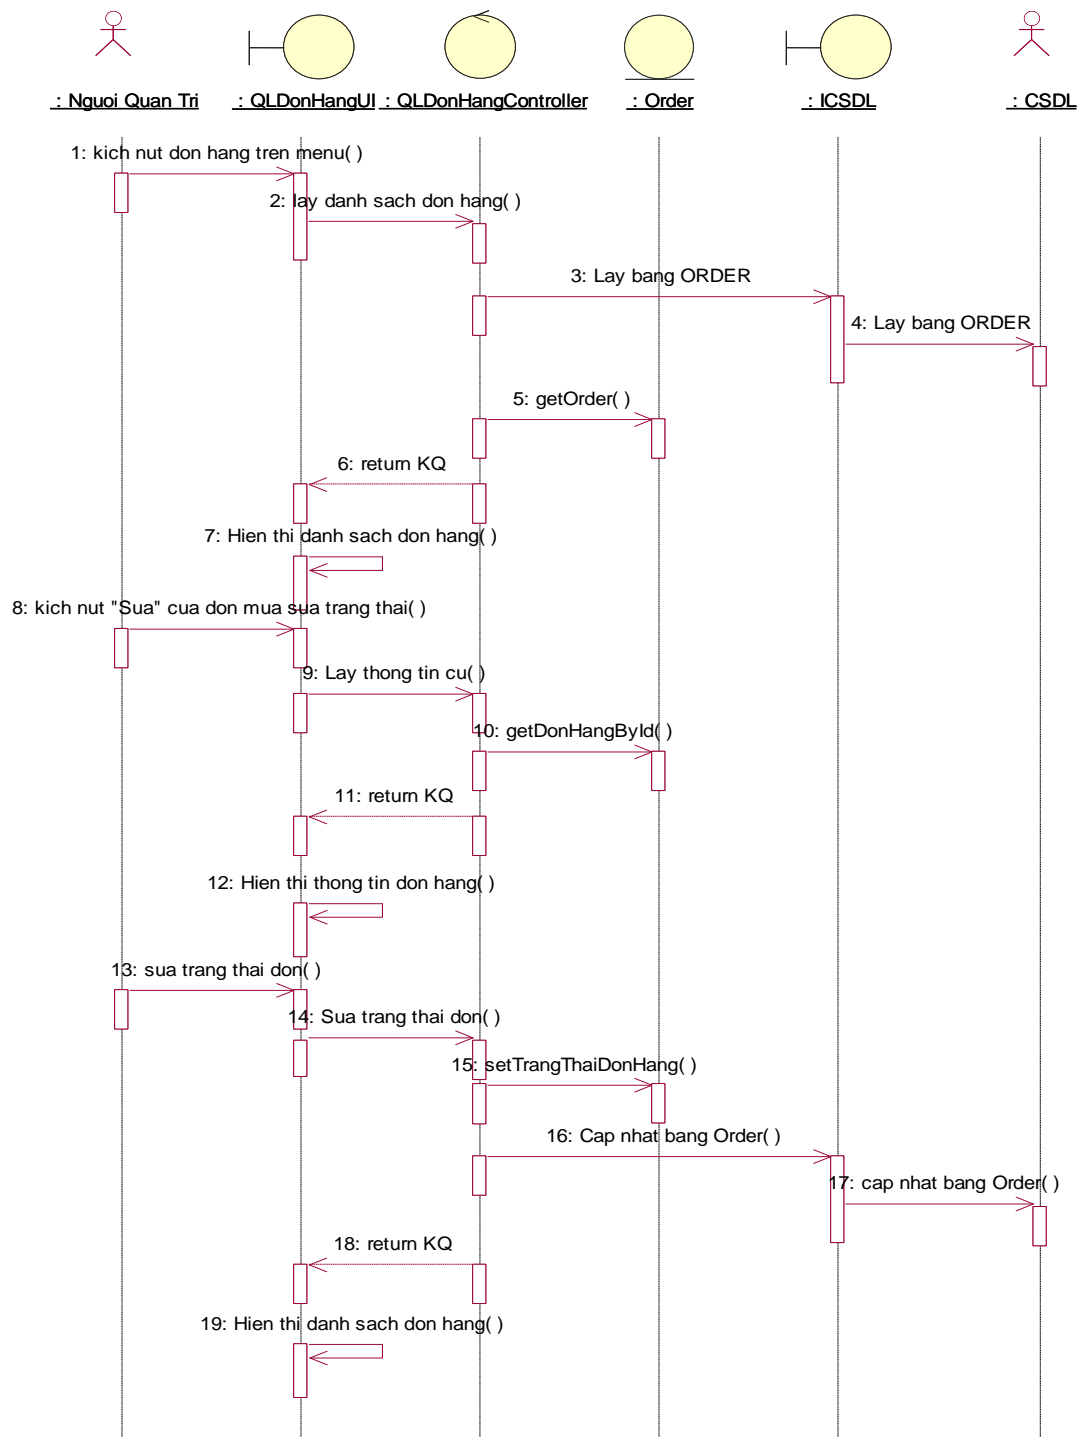 : Nguoi Quan Tri
: QLDonHangUI
: QLDonHangController
: Order
: ICSDL
: CSDL
1: kich nut don hang tren menu( )
2: lay danh sach don hang( )
3: Lay bang ORDER
4: Lay bang ORDER
5: getOrder( )
6: return KQ
7: Hien thi danh sach don hang( )
8: kich nut "Sua" cua don mua sua trang thai( )
9: Lay thong tin cu( )
10: getDonHangById( )
11: return KQ
12: Hien thi thong tin don hang( )
13: sua trang thai don( )
14: Sua trang thai don( )
15: setTrangThaiDonHang( )
16: Cap nhat bang Order( )
17: cap nhat bang Order( )
18: return KQ
19: Hien thi danh sach don hang( )